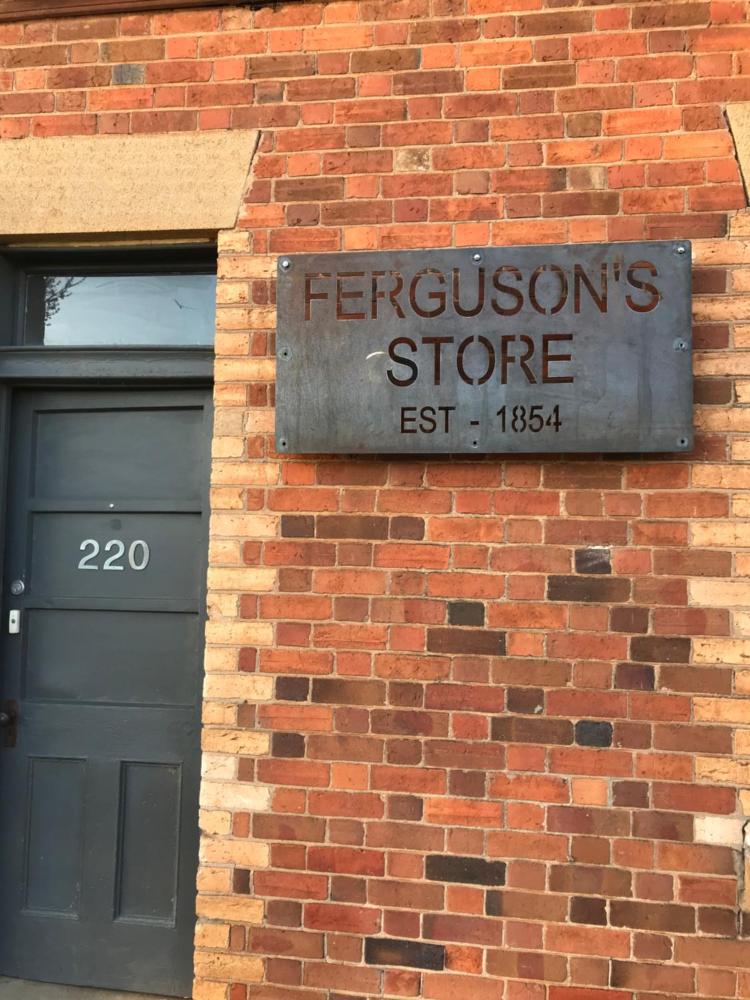 FERGUSON'S
STORE
EST - 1854
220